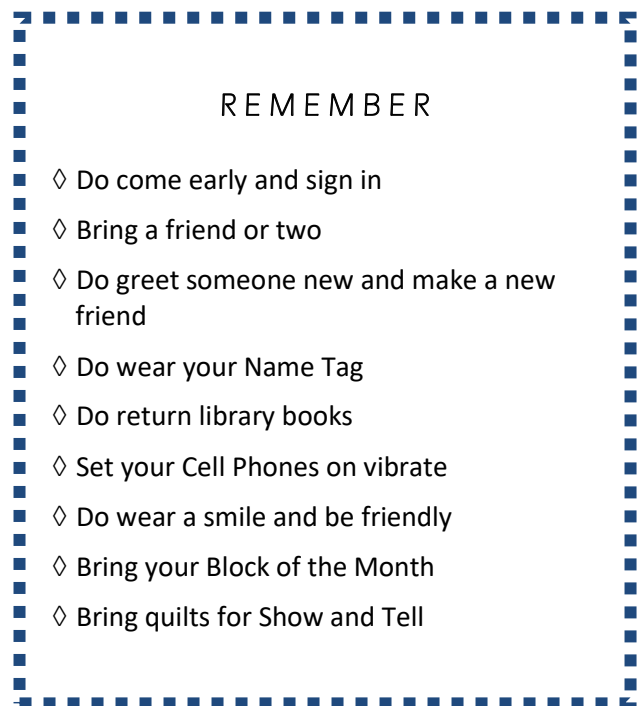 REMEMBER
◊ Do come early and sign in
◊ Bring a friend or two
◊ Do greet someone new and make a new
friend
◊ Do wear your Name Tag
◊ Do return library books
◊ Set your Cell Phones on vibrate
◊ Do wear a smile and be friendly
◊ Bring your Block of the Month
◊ Bring quilts for Show and Tell